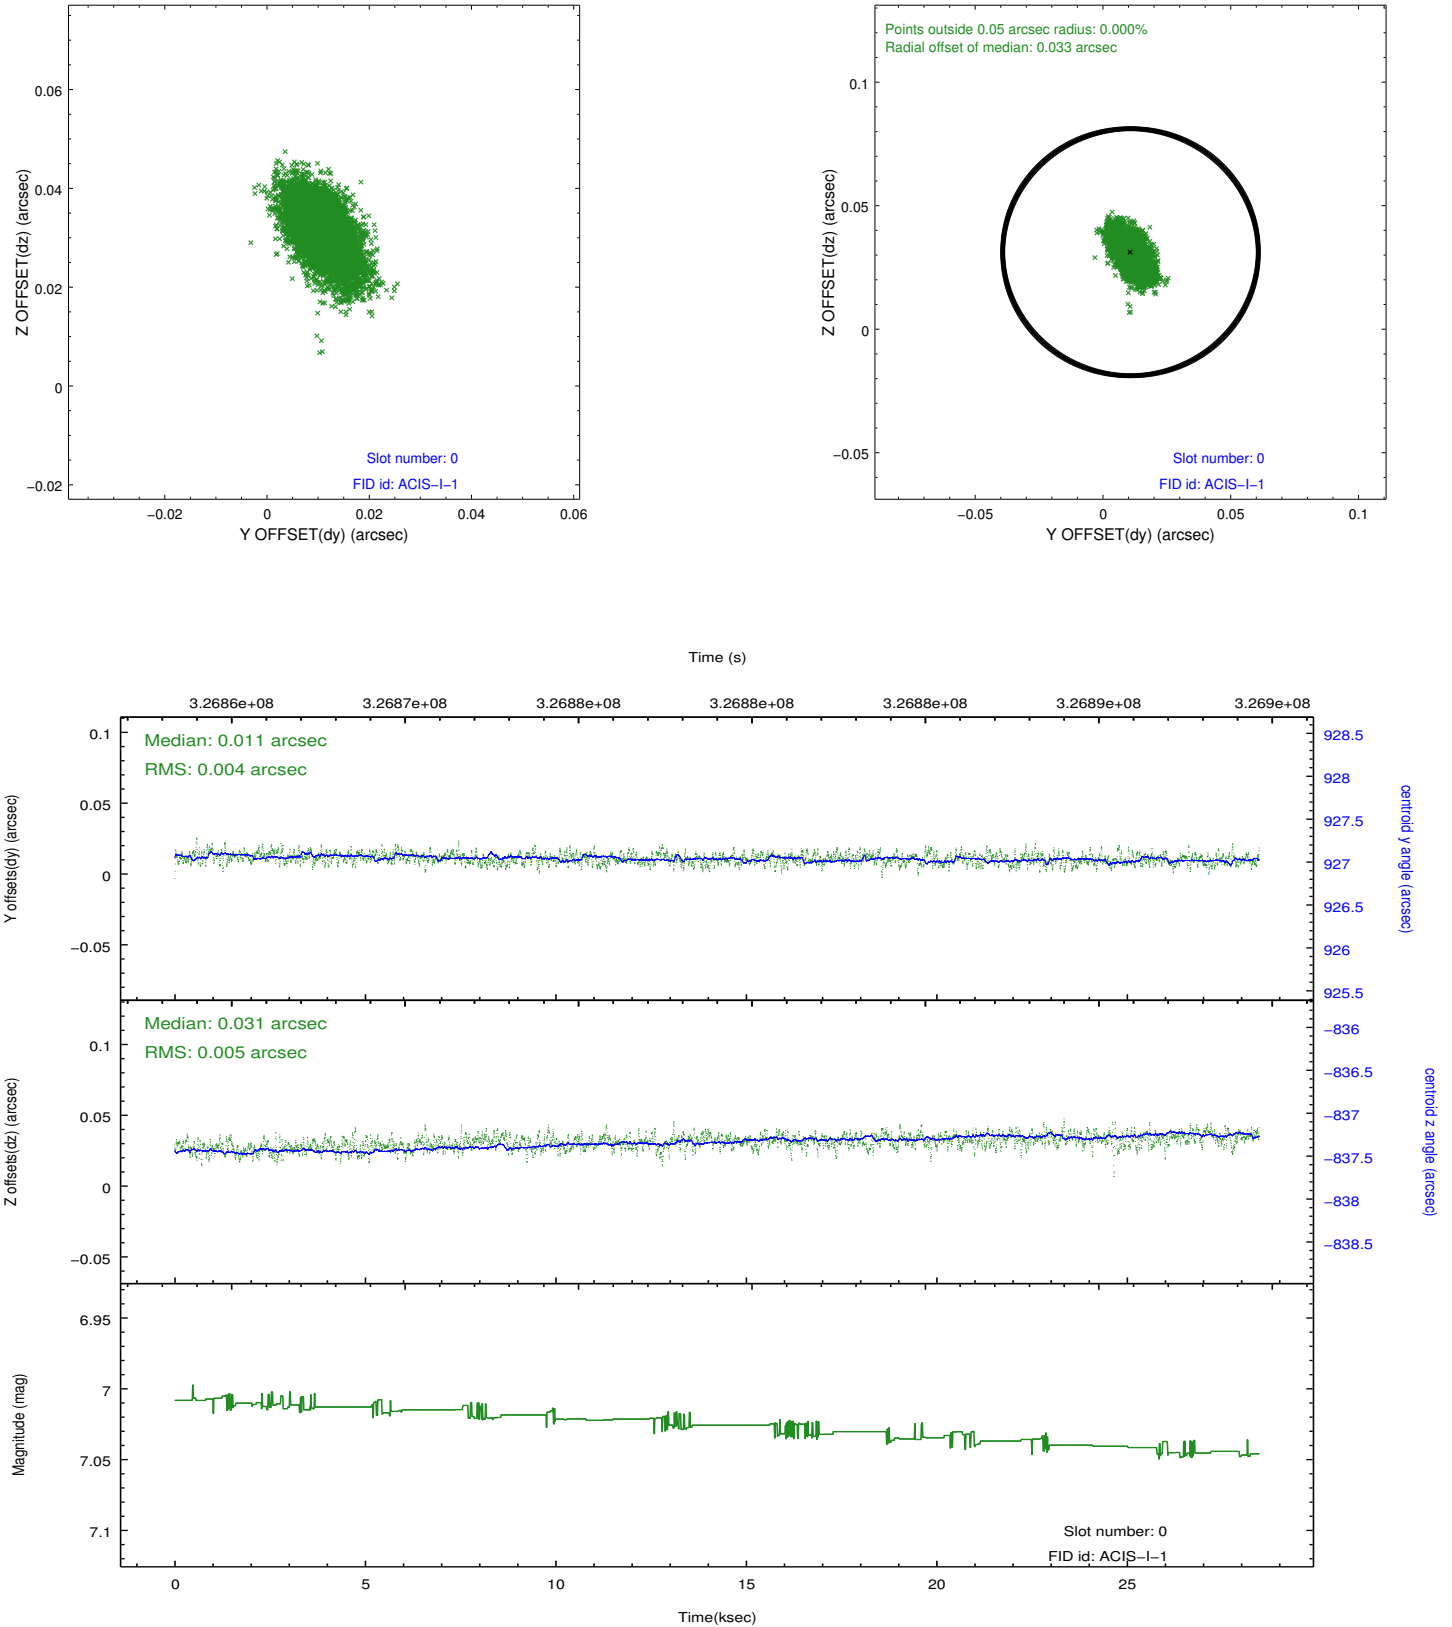 0.06
0.04
0.02
0
−0.02
Z OFFSET(dz) (arcsec)
Slot number: 0
FID id: ACIS−I−1
−0.02
0
0.02
0.04
0.06
Y OFFSET(dy) (arcsec)
Points outside 0.05 arcsec radius: 0.000%
Radial offset of median: 0.033 arcsec
0.1
0.05
0
−0.05
Z OFFSET(dz) (arcsec)
Slot number: 0
FID id: ACIS−I−1
−0.05
0
0.05
0.1
Y OFFSET(dy) (arcsec)
Time (s)
3.2686e+08
3.2687e+08
3.2688e+08
3.2688e+08
3.2688e+08
3.2689e+08
3.269e+08
Median: 0.011 arcsec
RMS: 0.004 arcsec
0.1
0.05
0
−0.05
Y offsets(dy) (arcsec)
928.5
928
927.5
927
926.5
926
925.5
centroid y angle (arcsec)
Median: 0.031 arcsec
RMS: 0.005 arcsec
0.1
0.05
0
−0.05
Z offsets(dz) (arcsec)
−836
−836.5
−837
−837.5
−838
−838.5
centroid z angle (arcsec)
6.95
7
7.05
7.1
Magnitude (mag)
Slot number: 0
FID id: ACIS−I−1
0
5
10
15
20
25
Time(ksec)